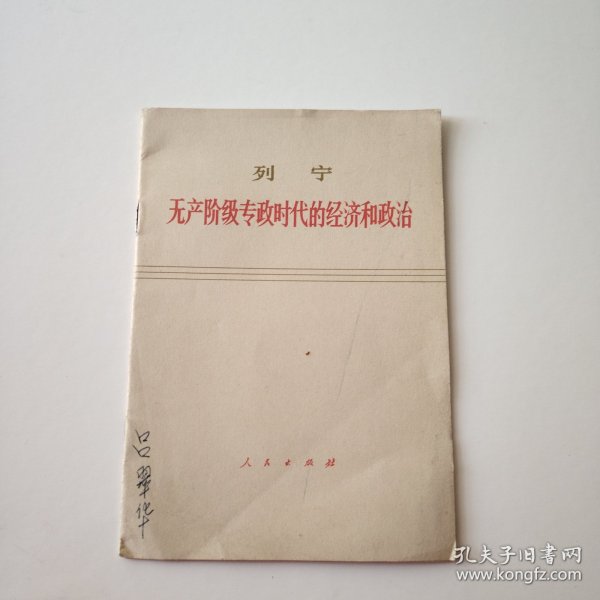 列宁
无产阶级专政时代的经济和政治
人民出版社
吕翠华
孔夫子旧书网
www.kongfz.com